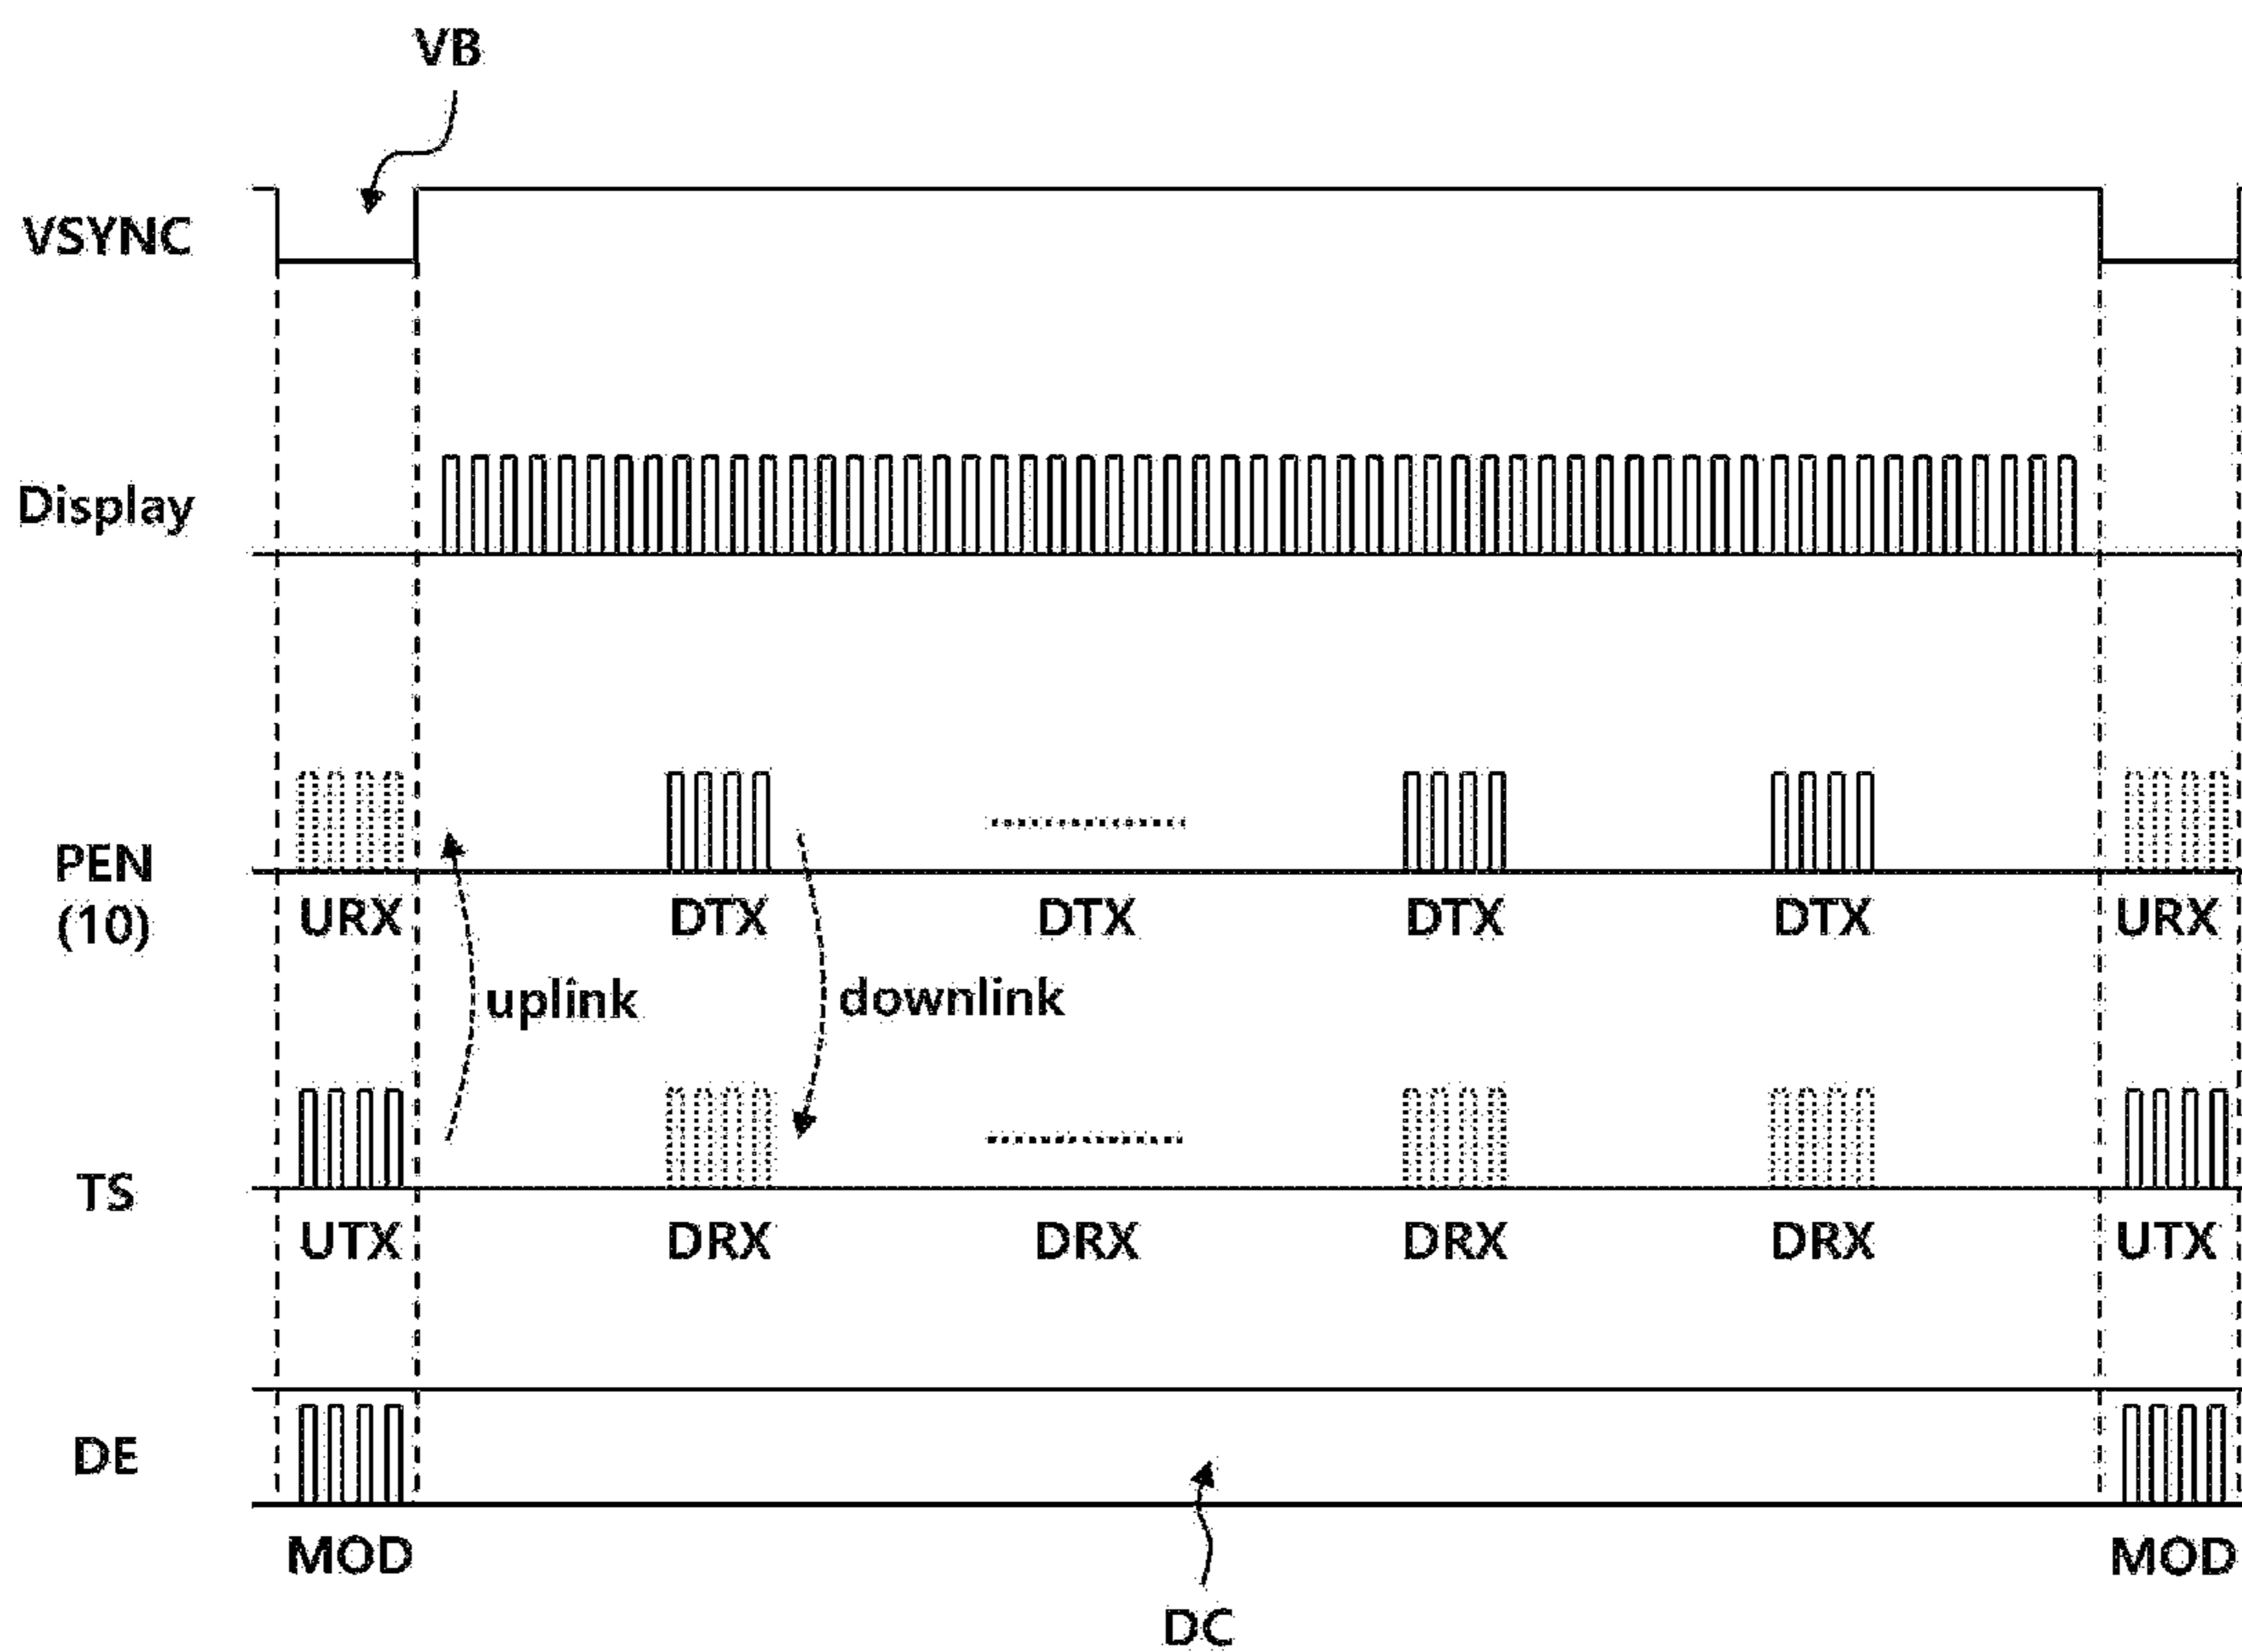 VB
VSYNC
Display
PEN
(10)
URX DTX DTX DTX DTX URX
uplink downlink
TS
UTX DRX DRX DRX DRX UTX
DE
MOD MOD
DC